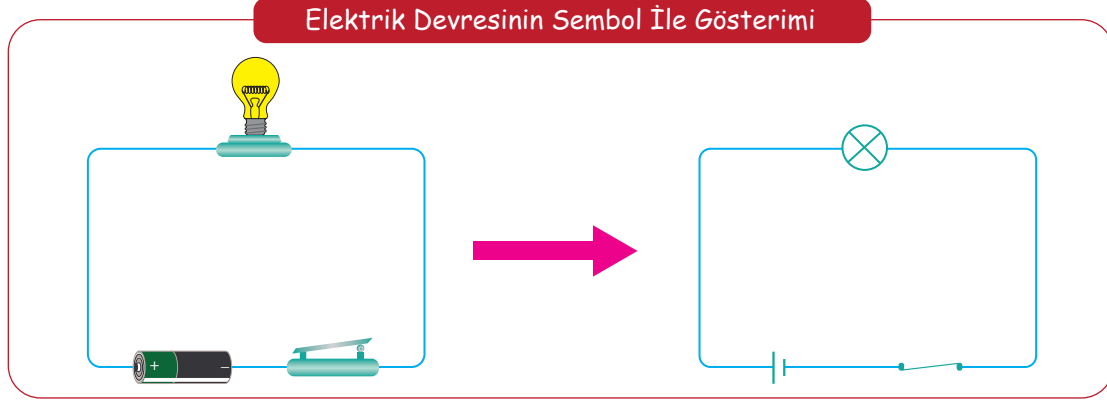 Elektrik Devresinin Sembol İle Gösterimi
+ –